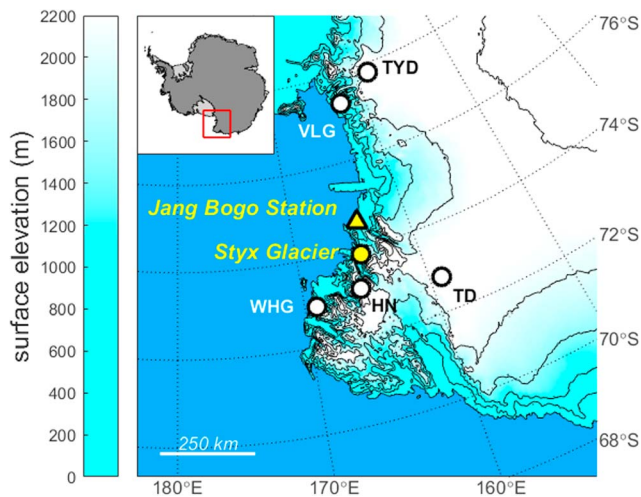 surface elevation (m)
2200
2000
1800
1600
1400
1200
1000
800
600
400
200
0
TYD
VLG
Jang Bogo Station
Styx Glacier
WHG
HN
TD
250 km
76°S
74°S
72°S
70°S
68°S
180°E
170°E
160°E